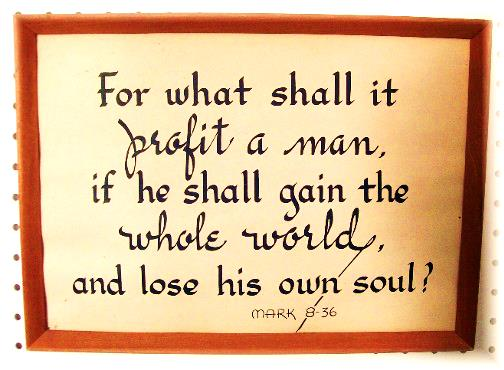 For what shall it
profit a man,
if he shall gain the
whole world,
and lose his own soul?
MARK 8-36